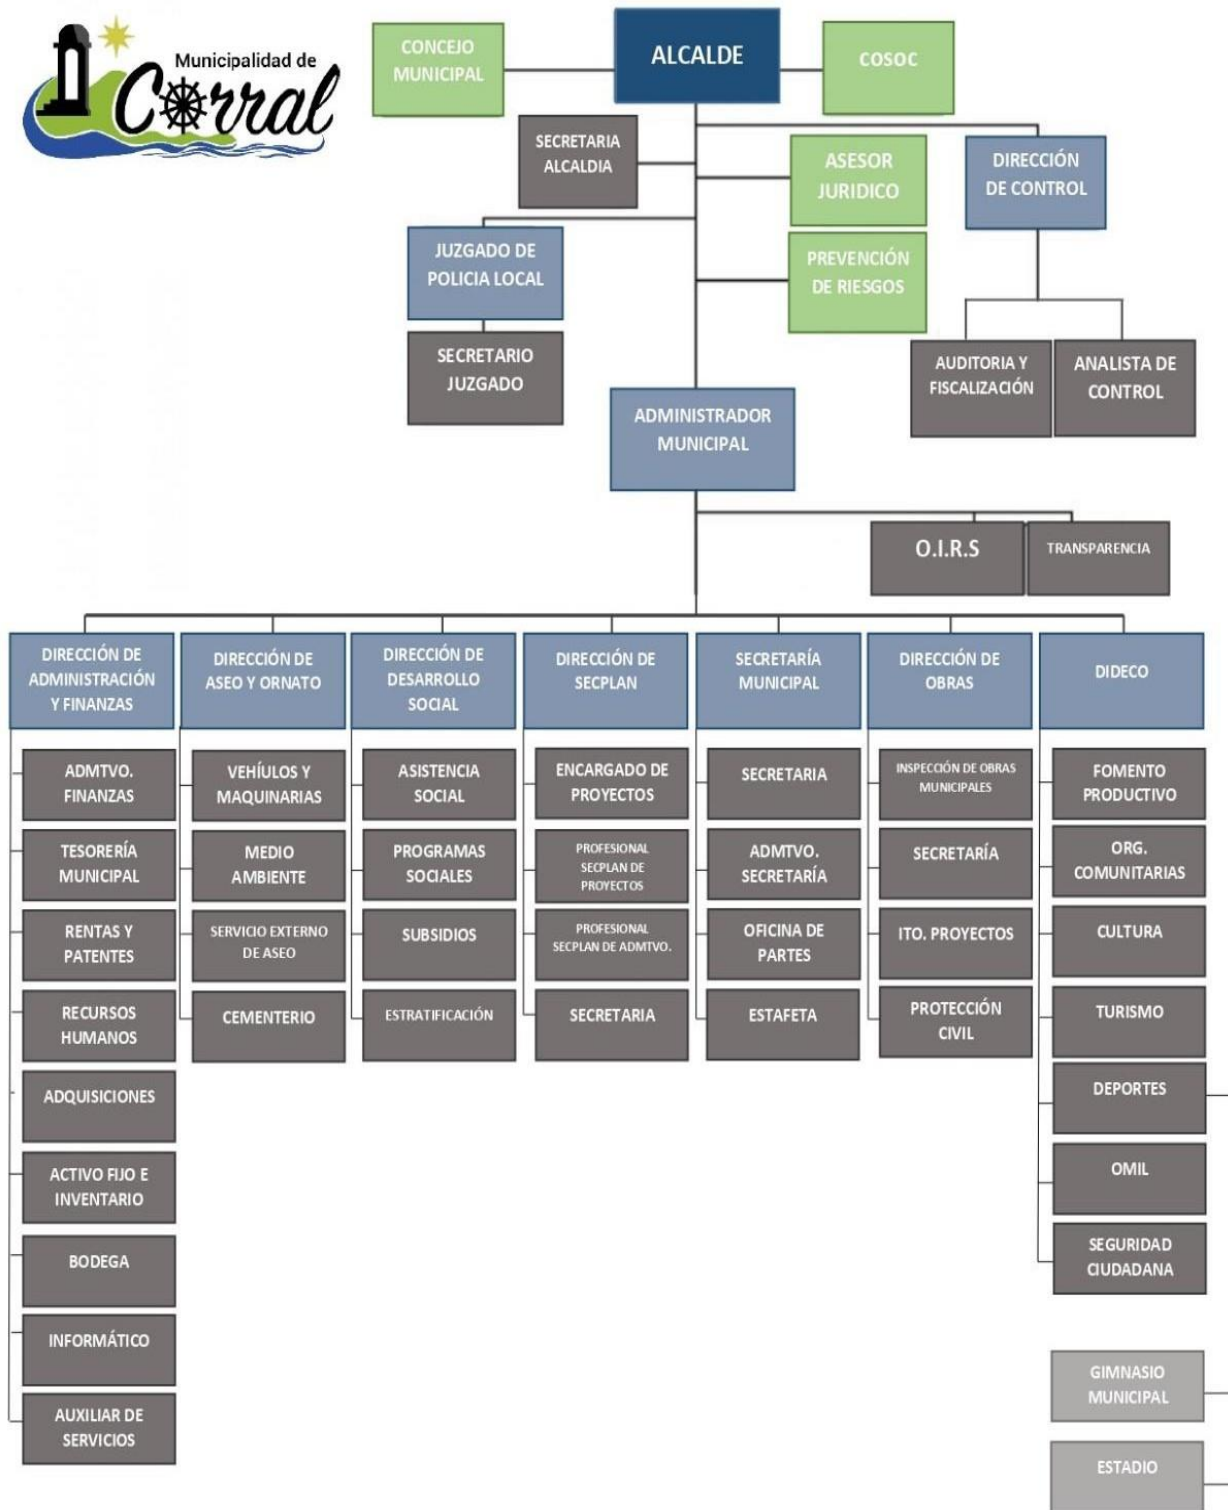 Municipalidad de
Corral
CONCEJO
MUNICIPAL
ALCALDE
COSOC
SECRETARIA
ALCALDIA
ASESOR
JURIDICO
DIRECCIÓN
DE CONTROL
JUZGADO DE
POLICIA LOCAL
PREVENCIÓN
DE RIESGOS
SECRETARIO
JUZGADO
AUDITORIA Y
FISCALIZACIÓN
ANALISTA DE
CONTROL
ADMINISTRADOR
MUNICIPAL
O.I.R.S
TRANSPARENCIA
DIRECCIÓN DE
ADMINISTRACIÓN
Y FINANZAS
DIRECCIÓN DE
ASEO Y ORNATO
DIRECCIÓN DE
DESARROLLO
SOCIAL
DIRECCIÓN DE
SECPLAN
SECRETARÍA
MUNICIPAL
DIRECCIÓN DE
OBRAS
DIDECO
ADMTVO.
FINANZAS
TESORERÍA
MUNICIPAL
RENTAS Y
PATENTES
RECURSOS
HUMANOS
ADQUISICIONES
ACTIVO FIJO E
INVENTARIO
BODEGA
INFORMÁTICO
AUXILIAR DE
SERVICIOS
VEHÍULOS Y
MAQUINARIAS
MEDIO
AMBIENTE
SERVICIO EXTERNO
DE ASEO
CEMENTERIO
ASISTENCIA
SOCIAL
PROGRAMAS
SOCIALES
SUBSIDIOS
ESTRATIFICACIÓN
ENCARGADO DE
PROYECTOS
PROFESIONAL
SECPLAN DE
PROYECTOS
PROFESIONAL
SECPLAN DE ADMTVO.
SECRETARIA
SECRETARIA
ADMTVO.
SECRETARÍA
OFICINA DE
PARTES
ESTAFETA
INSPECCIÓN DE OBRAS
MUNICIPALES
SECRETARÍA
ITO. PROYECTOS
PROTECCIÓN
CIVIL
FOMENTO
PRODUCTIVO
ORG.
COMUNITARIAS
CULTURA
TURISMO
DEPORTES
OMIL
SEGURIDAD
CIUDADANA
GIMNASIO
MUNICIPAL
ESTADIO